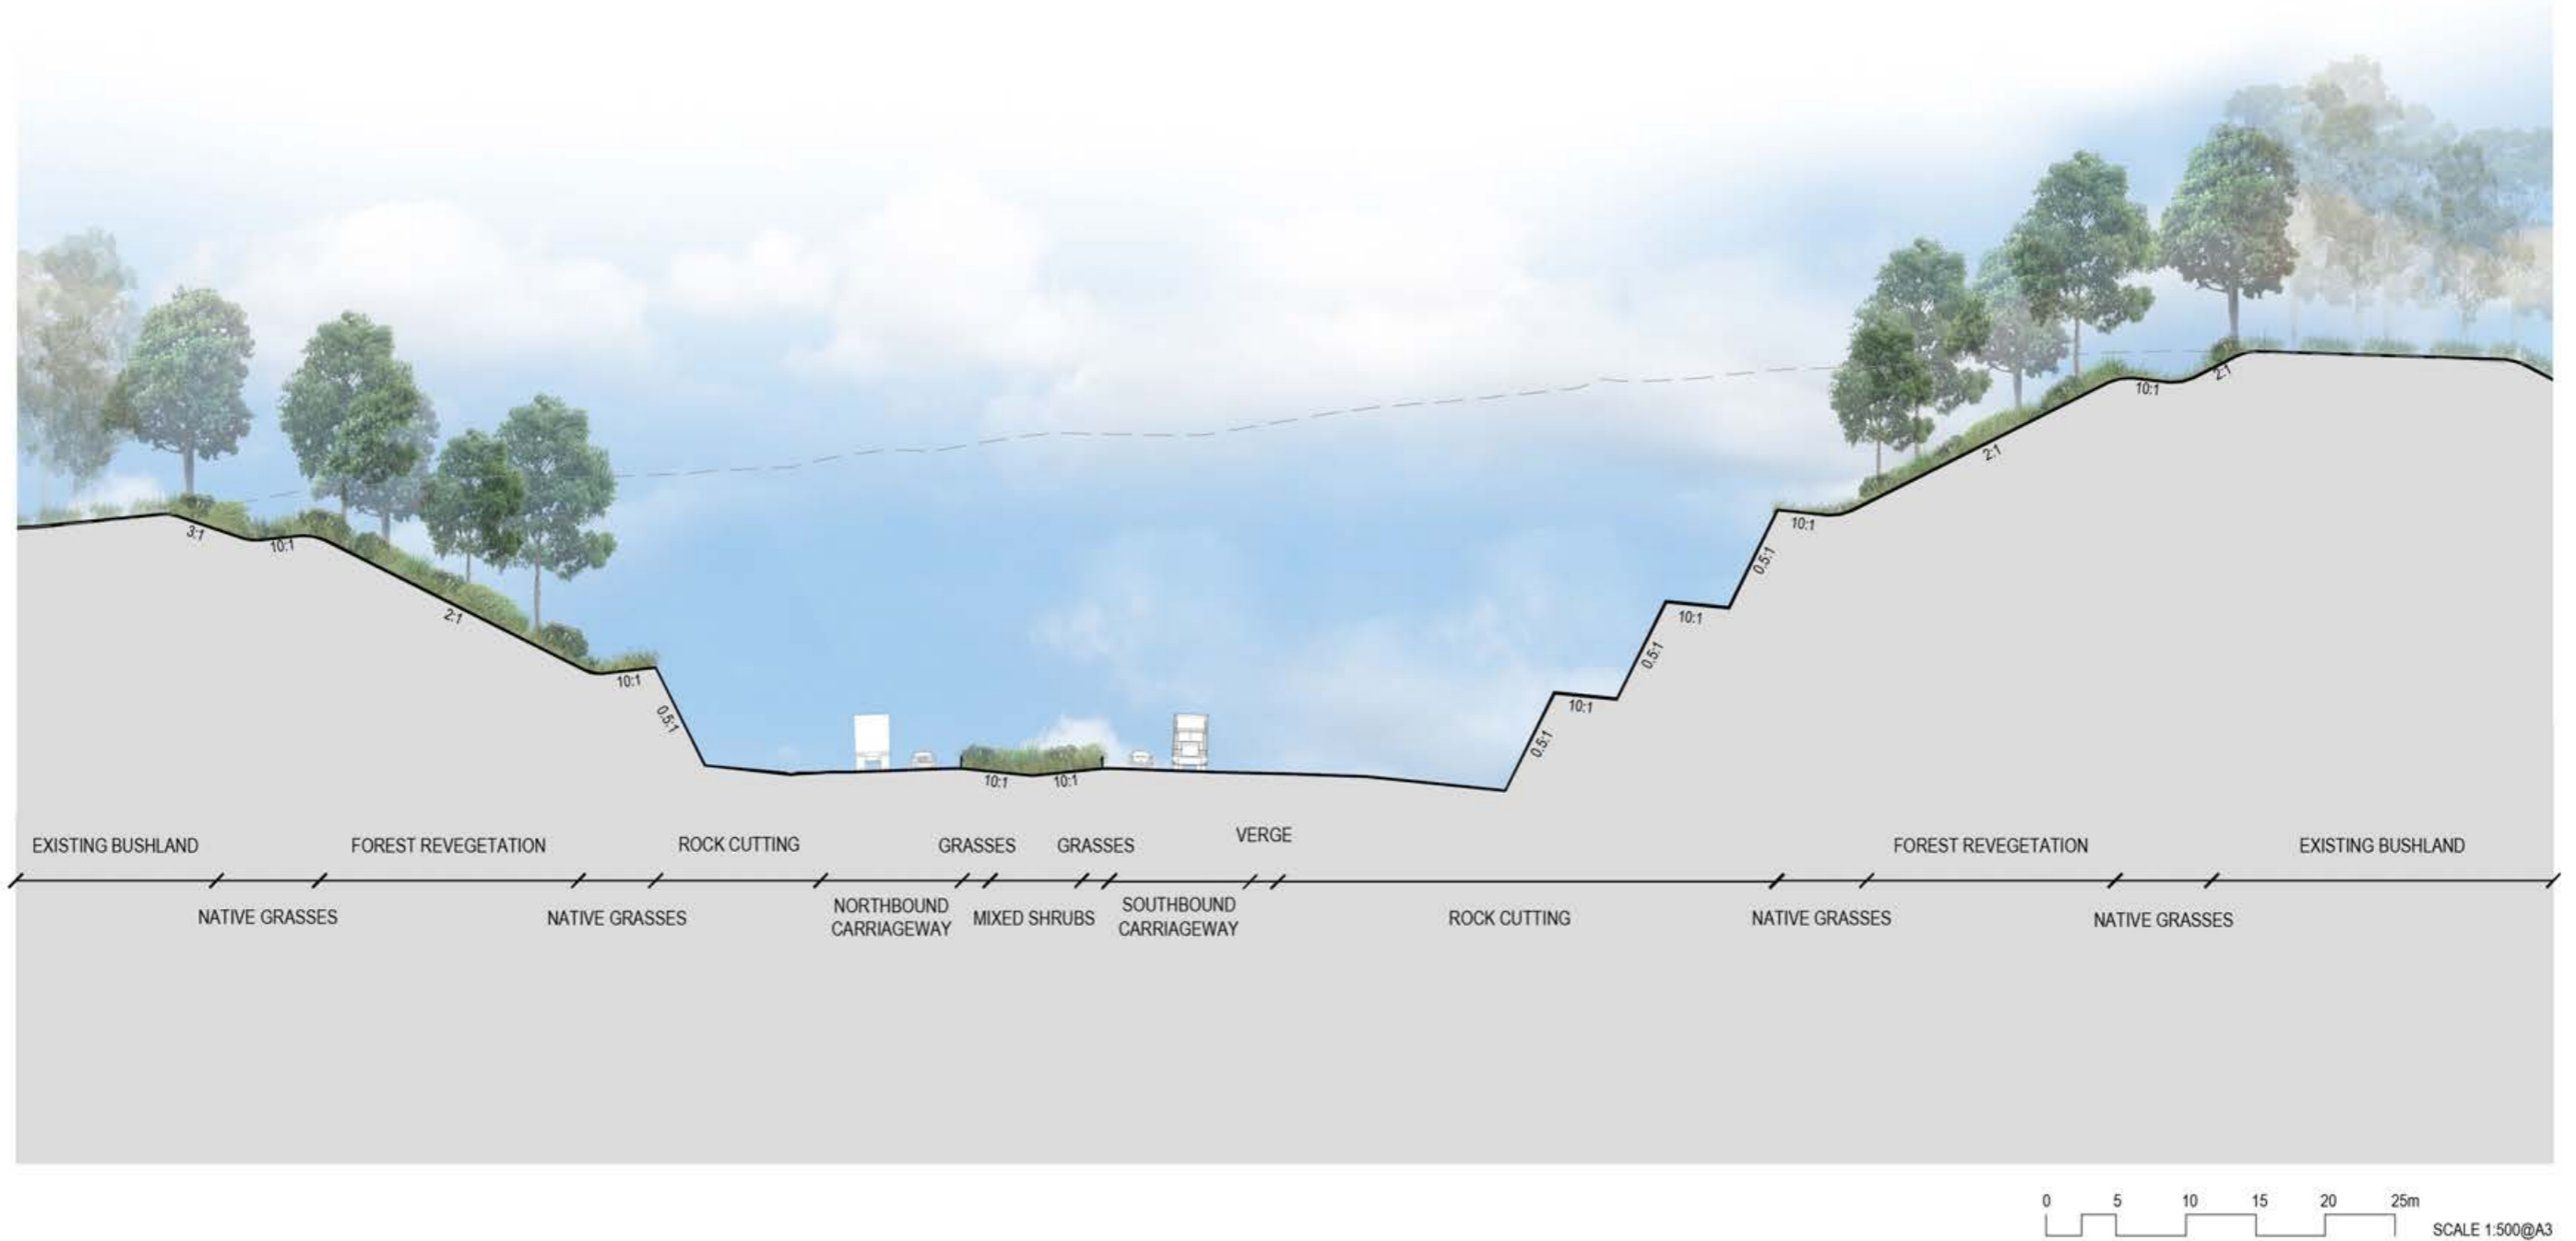 3:1
10:1
2:1
10:1
0.5:1
10:1
10:1
0.5:1
10:1
0.5:1
10:1
0.5:1
10:1
2:1
10:1
2:1
EXISTING BUSHLAND
FOREST REVEGETATION
ROCK CUTTING
GRASSES
GRASSES
VERGE
FOREST REVEGETATION
EXISTING BUSHLAND
NATIVE GRASSES
NATIVE GRASSES
NORTHBOUND
CARRIAGEWAY
MIXED SHRUBS
SOUTHBOUND
CARRIAGEWAY
ROCK CUTTING
NATIVE GRASSES
NATIVE GRASSES
0 5 10 15 20 25m
SCALE 1:500@A3